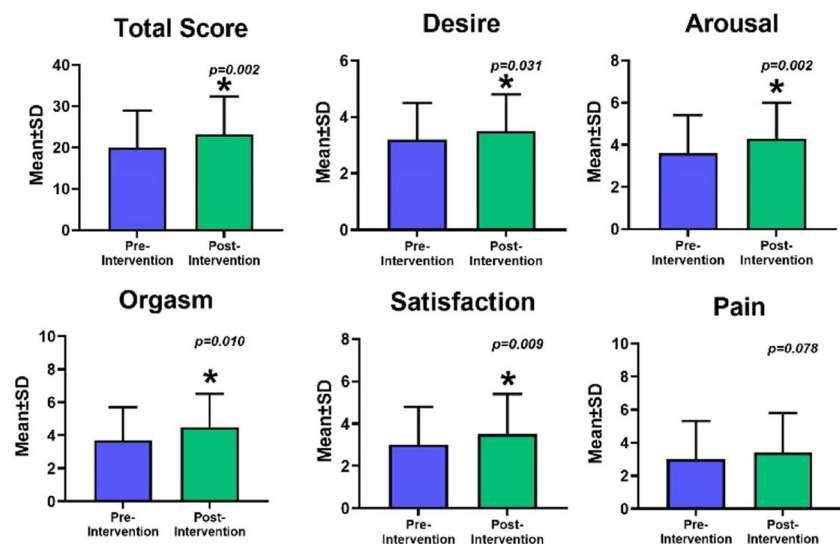 Total Score
Mean±SD
40
30
20
10
0
p=0.002
*
Pre-
Intervention
Post-
Intervention
Desire
Mean±SD
6
4
2
0
p=0.031
*
Pre-
Intervention
Post-
Intervention
Arousal
Mean±SD
8
6
4
2
0
p=0.002
*
Pre-
Intervention
Post-
Intervention
Orgasm
Mean±SD
10
8
6
4
2
0
p=0.010
*
Pre-
Intervention
Post-
Intervention
Satisfaction
Mean±SD
8
6
4
2
0
p=0.009
*
Pre-
Intervention
Post-
Intervention
Pain
Mean±SD
10
8
6
4
2
0
p=0.078
Pre-
Intervention
Post-
Intervention